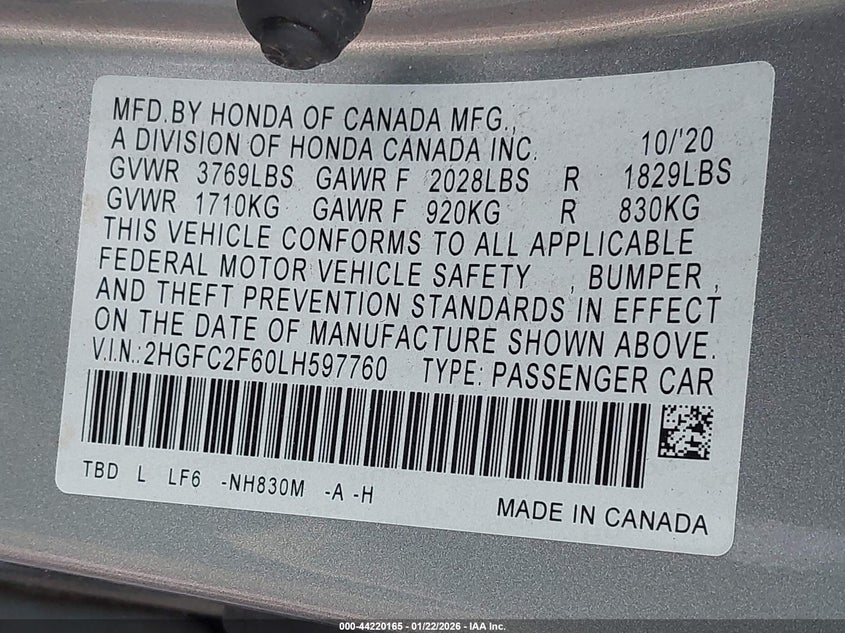 MFD.BY HONDA OF CANADA MFG.,
A DIVISION OF HONDA CANADA INC. 10/'20
GVWR 3769LBS GAWR F 2028LBS R 1829LBS
GVWR 1710KG GAWR F 920KG R 830KG
THIS VEHICLE CONFORMS TO ALL APPLICABLE
FEDERAL MOTOR VEHICLE SAFETY , BUMPER ,
AND THEFT PREVENTION STANDARDS IN EFFECT
ON THE DATE OF MANUFACTURE SHOWN ABOVE.
V.I.N.:2HGFC2F60LH597760 TYPE: PASSENGER CAR
TBD L LF6 -NH830M -A -H
MADE IN CANADA
000-44220165 - 01/22/2026 - IAA Inc.